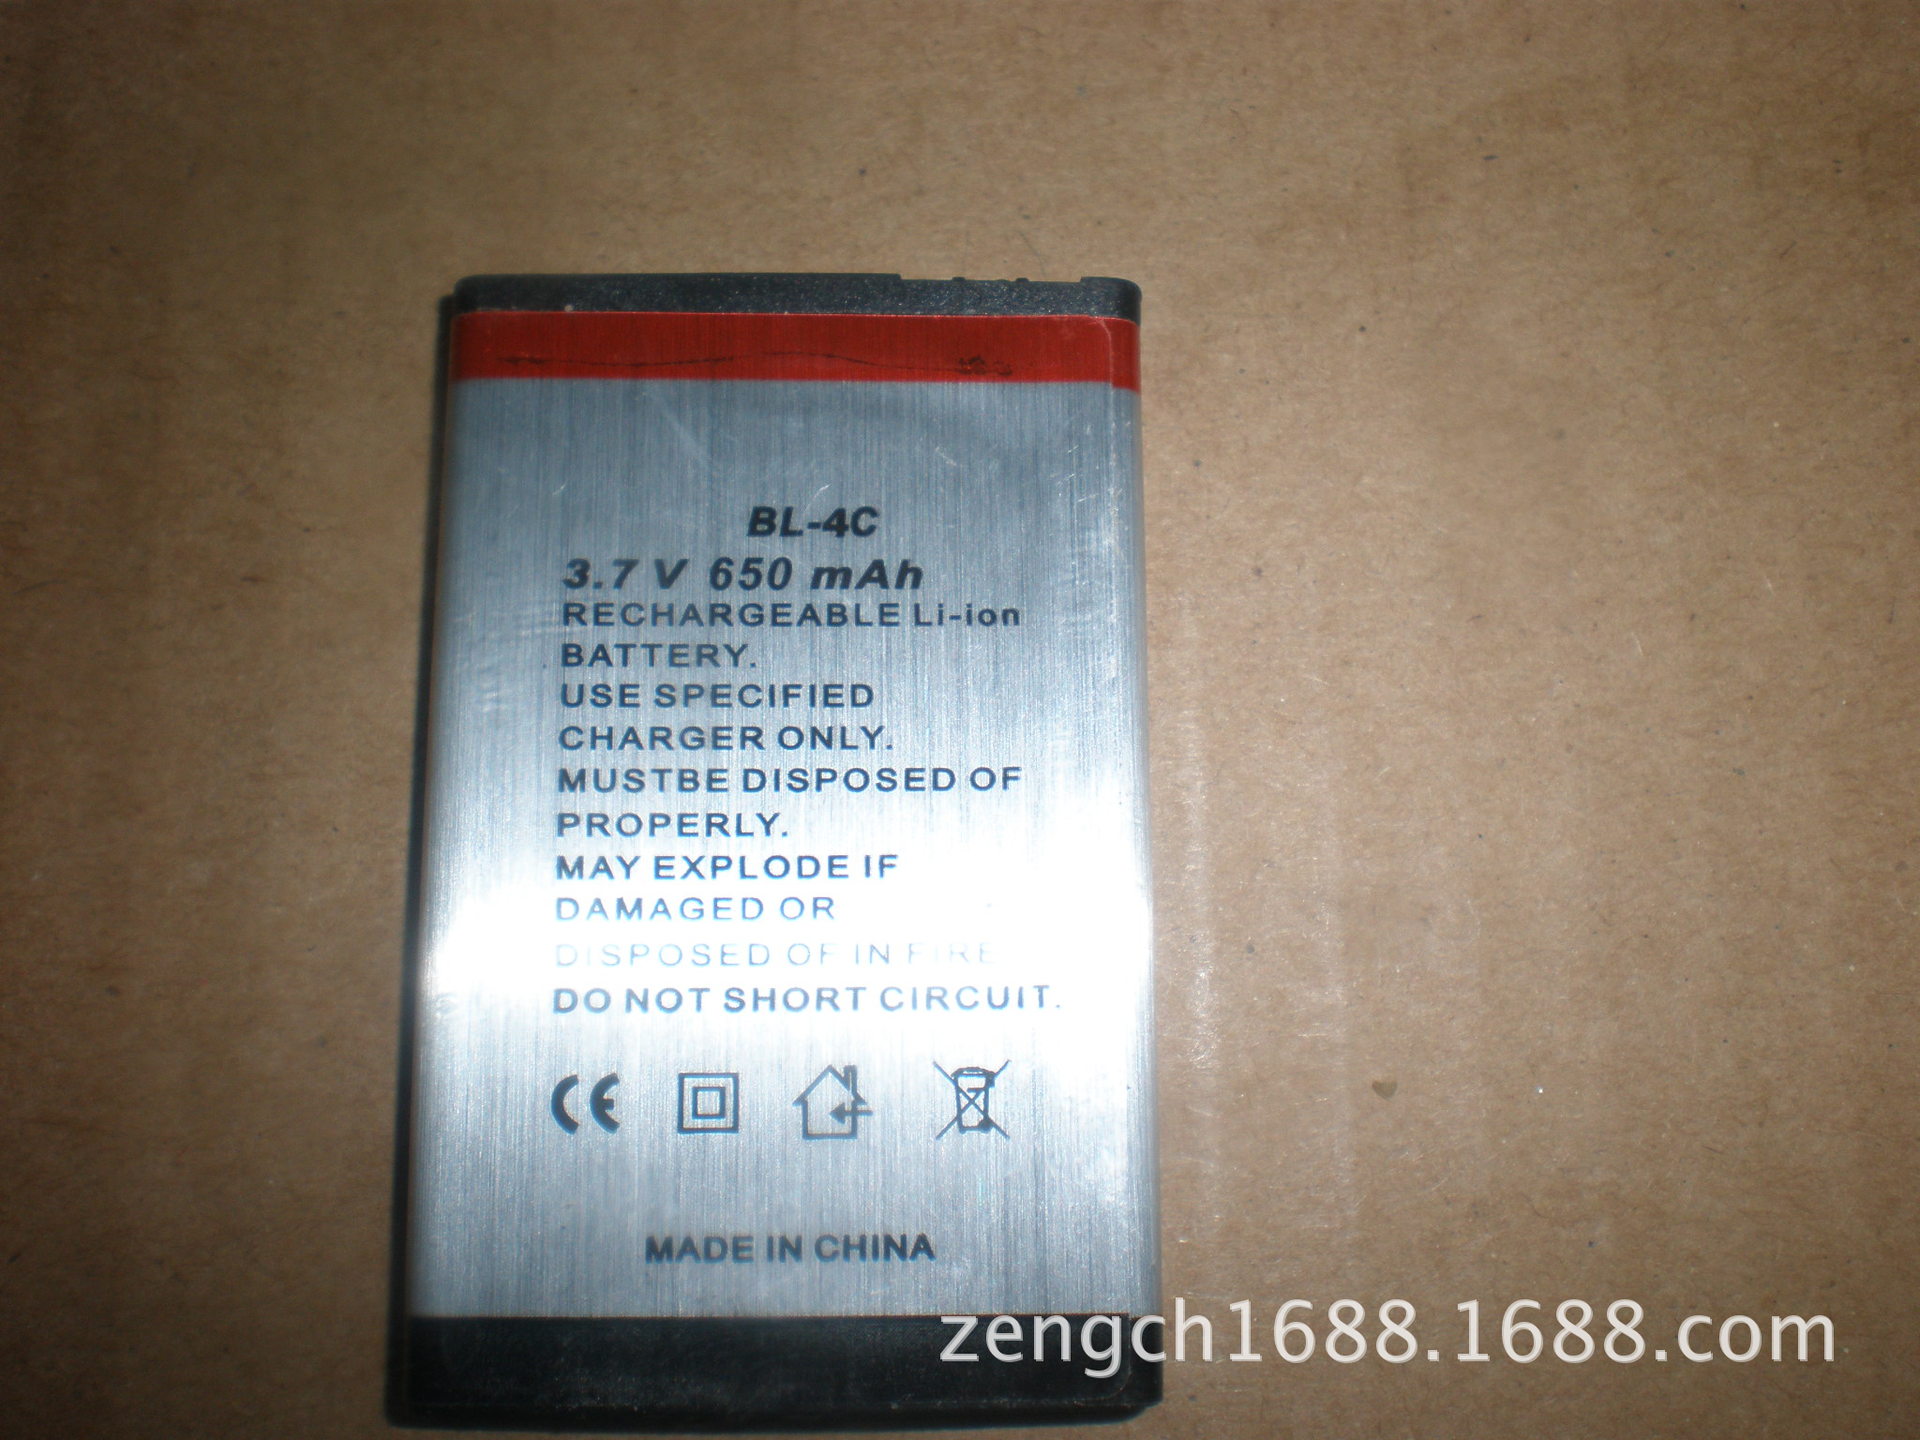 BL-4C
3.7 V 650 mAh
RECHARGEABLE Li-ion
BATTERY.
USE SPECIFIED
CHARGER ONLY.
MUSTBE DISPOSED OF
PROPERLY.
MAY EXPLODE IF
DAMAGED OR
DISPOSED OF IN FIRE
DO NOT SHORT CIRCUIT.
CE
MADE IN CHINA
zengch1688.1688.com